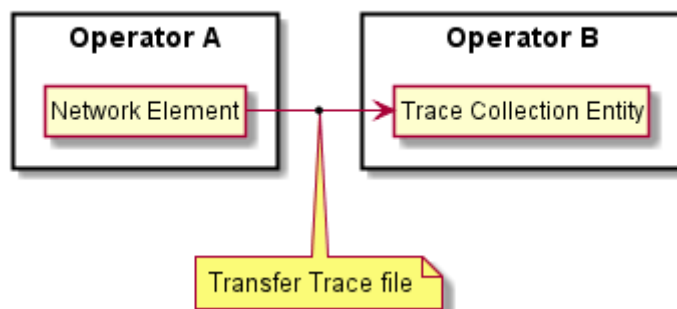 Operator A
Operator B
Network Element
Trace Collection Entity
Transfer Trace file